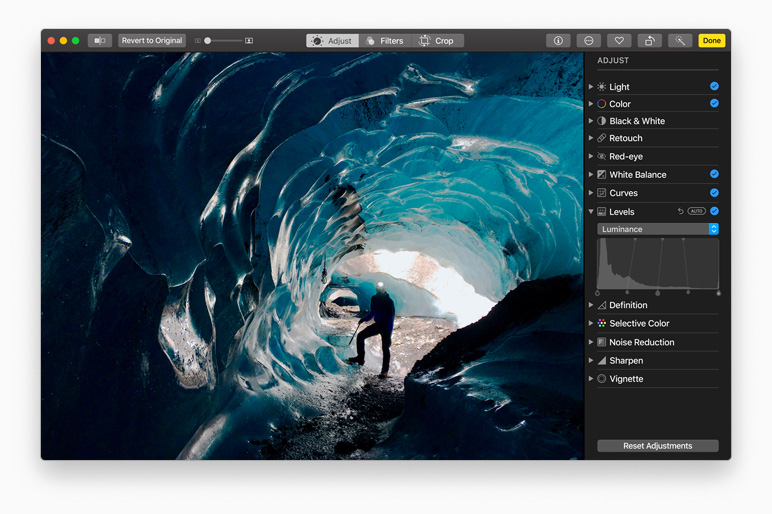 Revert to Original
Adjust
Filters
Crop
Done
ADJUST
Light
Color
Black & White
Retouch
Red-eye
White Balance
Curves
Levels AUTO
Luminance
Definition
Selective Color
Noise Reduction
Sharpen
Vignette
Reset Adjustments